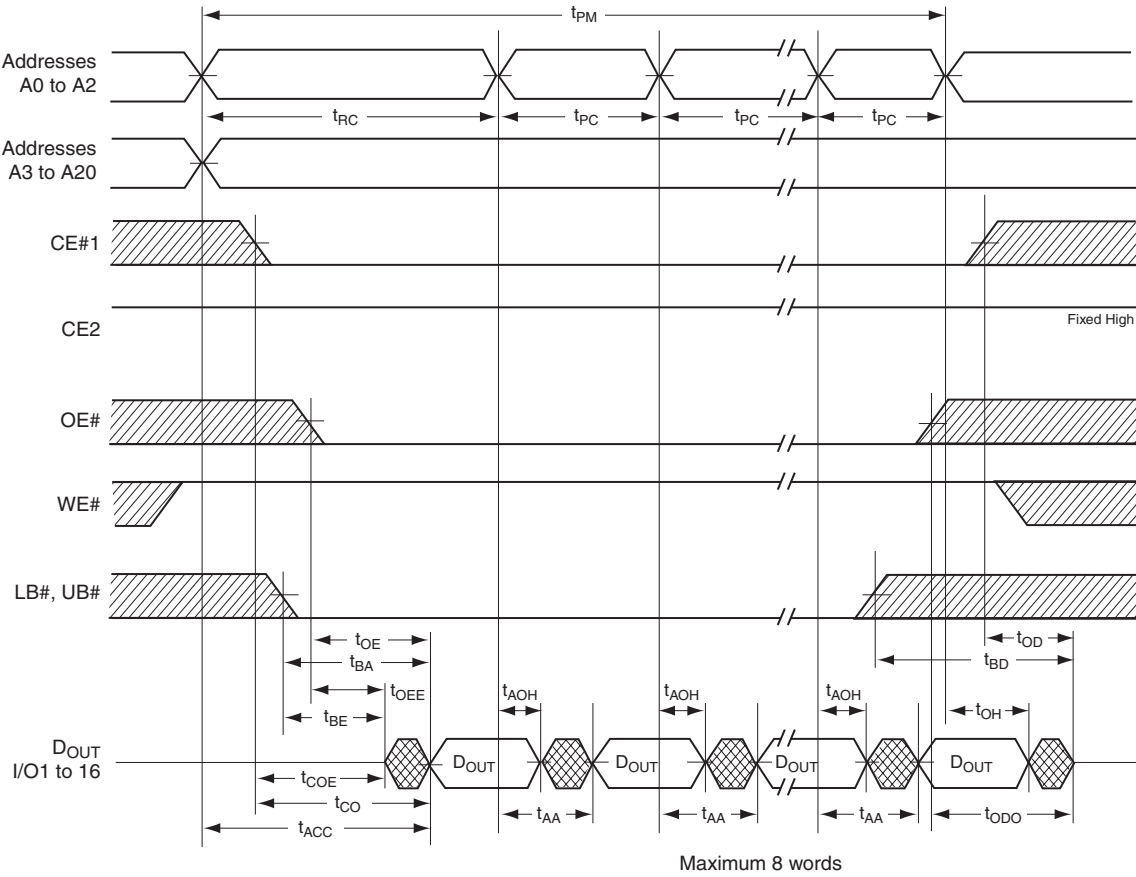 tPM
Addresses
A0 to A2
tRC
tPC
tPC
tPC
Addresses
A3 to A20
CE#1
CE2
Fixed High
OE#
WE#
LB#, UB#
tOE
tOD
tBA
tBD
tOEE
tAOH
tAOH
tAOH
tBE
tOH
DOUT
I/O1 to 16
DOUT
DOUT
DOUT
DOUT
tCOE
tCO
tAA
tAA
tAA
tODO
tACC
Maximum 8 words